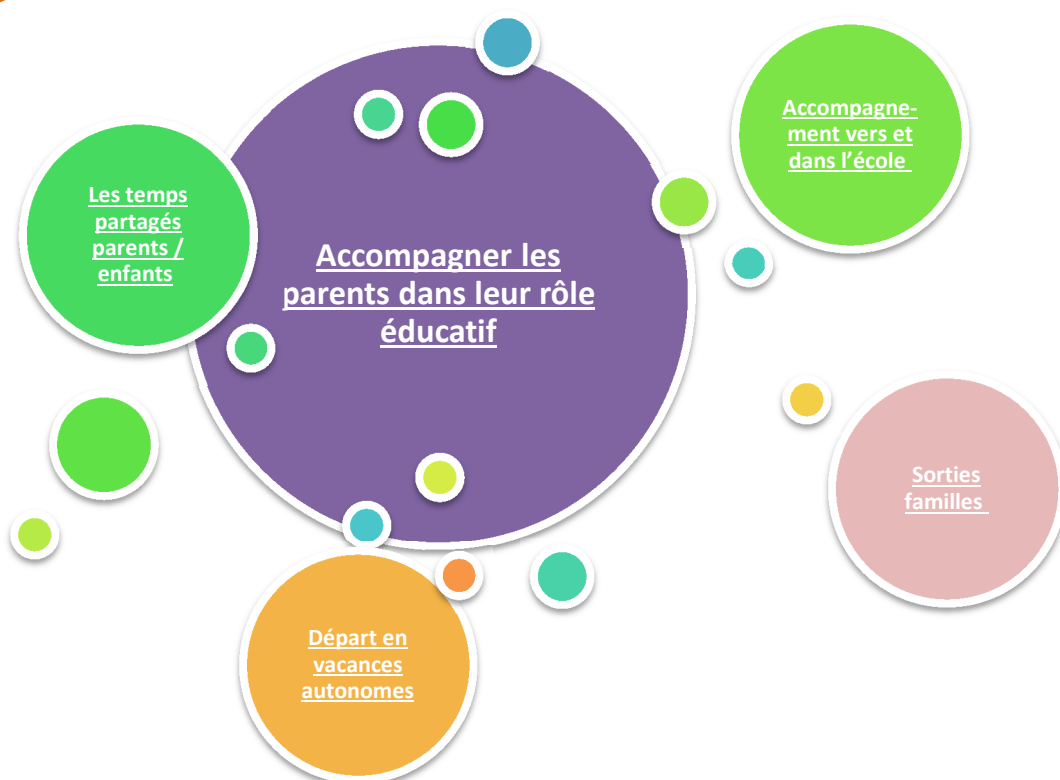 Accompagne-
ment vers et
dans l’école
Les temps
partagés
parents /
enfants
Accompagner les
parents dans leur rôle
éducatif
Sorties
familles
Départ en
vacances
autonomes